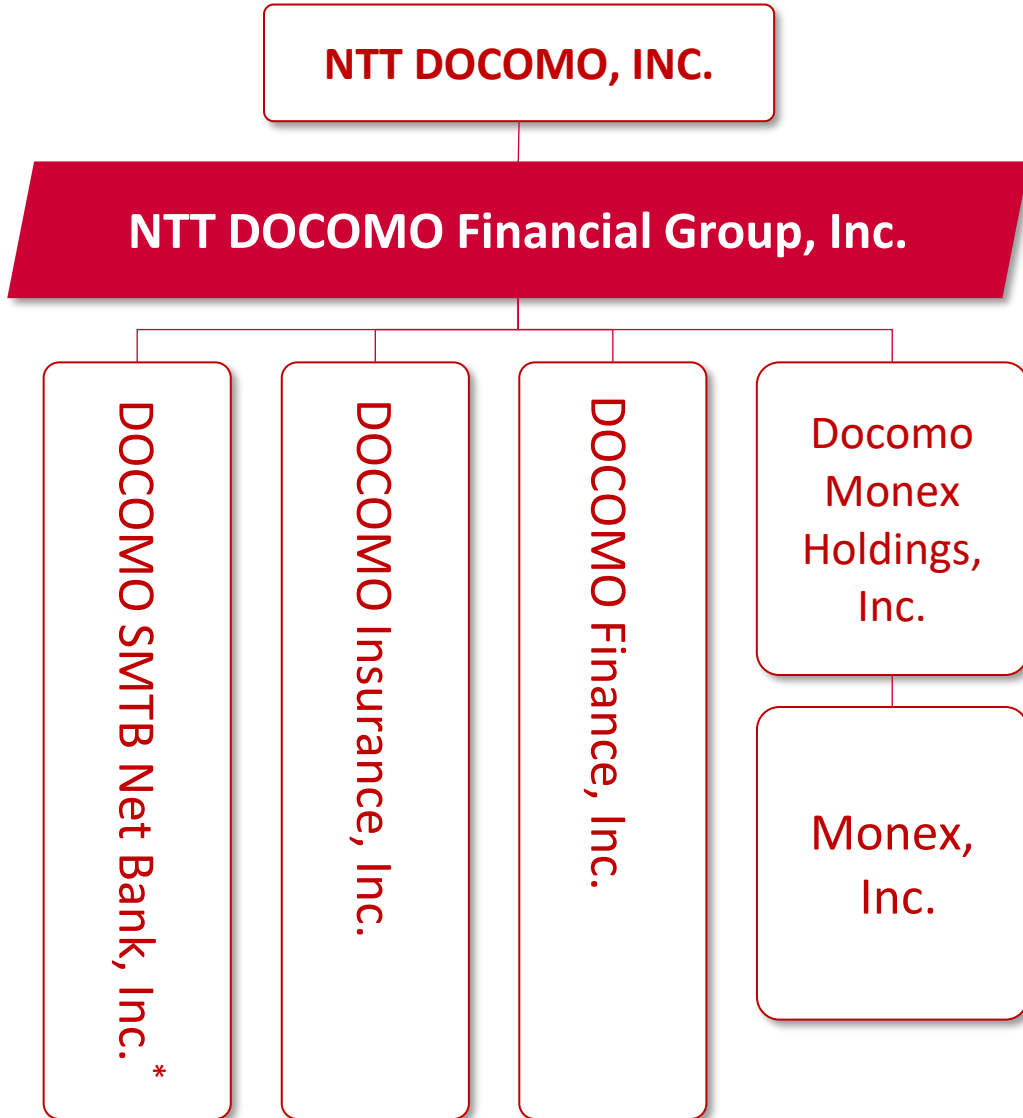 NTT DOCOMO, INC.
NTT DOCOMO Financial Group, Inc.
DOCOMO SMTB Net Bank, Inc. *
DOCOMO Insurance, Inc.
DOCOMO Finance, Inc.
Docomo
Monex
Holdings,
Inc.
Monex,
Inc.